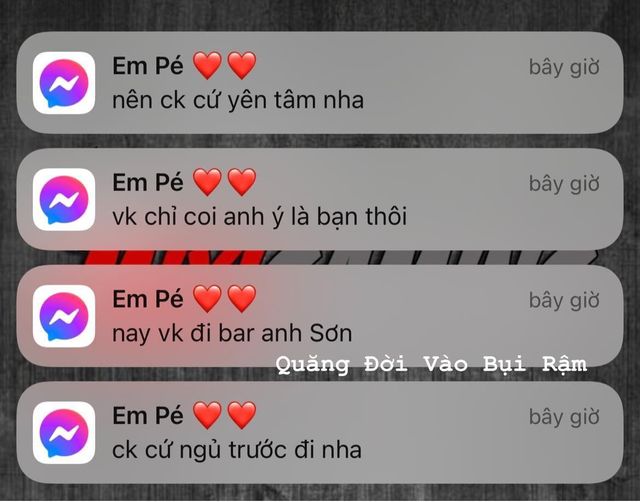 Em Pé ❤️❤️
bây giờ
nên ck cứ yên tâm nha
Em Pé ❤️❤️
bây giờ
vk chỉ coi anh ý là bạn thôi
Em Pé ❤️❤️
bây giờ
nay vk đi bar anh Sơn
Quăng Đời Vào Bụi Rậm
Em Pé ❤️❤️
bây giờ
ck cứ ngủ trước đi nha